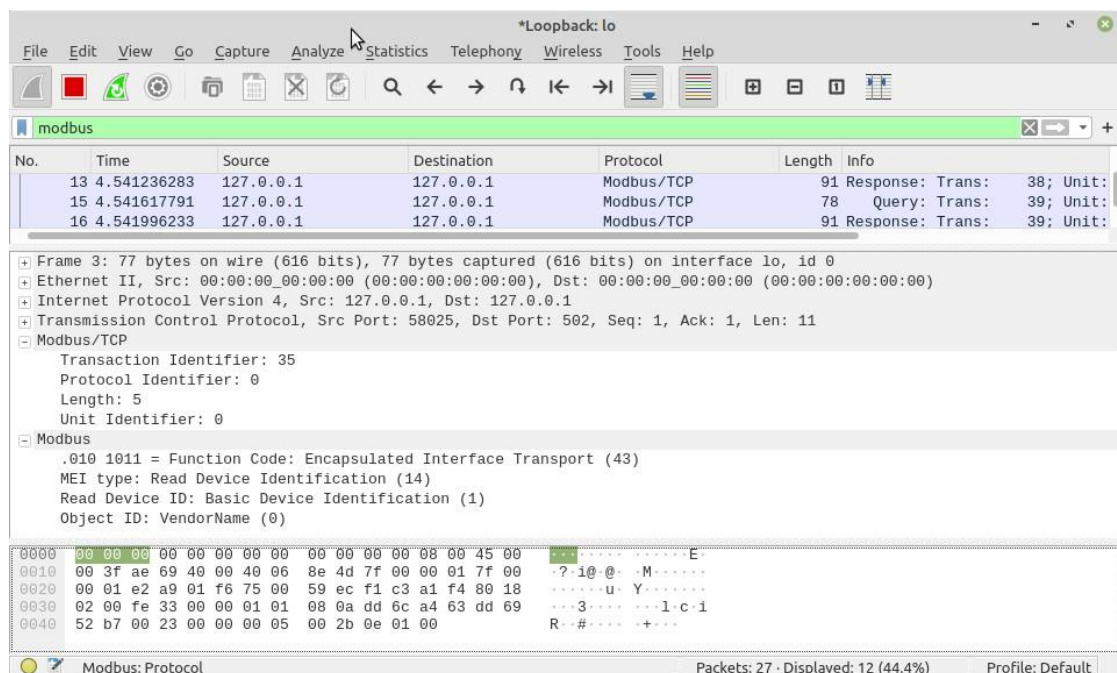 *Loopback: lo
File Edit View Go Capture Analyze Statistics Telephony Wireless Tools Help
modbus
No. Time Source Destination Protocol Length Info
13 4.541236283 127.0.0.1 127.0.0.1 Modbus/TCP 91 Response: Trans: 38; Unit:
15 4.541617791 127.0.0.1 127.0.0.1 Modbus/TCP 78 Query: Trans: 39; Unit:
16 4.541996233 127.0.0.1 127.0.0.1 Modbus/TCP 91 Response: Trans: 39; Unit:
Frame 3: 77 bytes on wire (616 bits), 77 bytes captured (616 bits) on interface lo, id 0
Ethernet II, Src: 00:00:00_00:00:00 (00:00:00:00:00:00), Dst: 00:00:00_00:00:00 (00:00:00:00:00:00)
Internet Protocol Version 4, Src: 127.0.0.1, Dst: 127.0.0.1
Transmission Control Protocol, Src Port: 58025, Dst Port: 502, Seq: 1, Ack: 1, Len: 11
Modbus/TCP
Transaction Identifier: 35
Protocol Identifier: 0
Length: 5
Unit Identifier: 0
Modbus
.010 1011 = Function Code: Encapsulated Interface Transport (43)
MEI type: Read Device Identification (14)
Read Device ID: Basic Device Identification (1)
Object ID: VendorName (0)
0000 00 00 00 00 00 00 00 00 00 00 00 00 08 00 45 00 ········ ······E·
0010 00 3f ae 69 40 00 40 06 8e 4d 7f 00 00 01 7f 00 ·?·i@·@· ·M······
0020 00 01 e2 a9 01 f6 75 00 59 ec f1 c3 a1 f4 80 18 ······u· Y·······
0030 02 00 fe 33 00 00 01 01 08 0a dd 6c a4 63 dd 69 ···3···· ···l·c·i
0040 52 b7 00 23 00 00 00 05 00 2b 0e 01 00 R··#···· ·+···
Modbus: Protocol Packets: 27 · Displayed: 12 (44.4%) Profile: Default